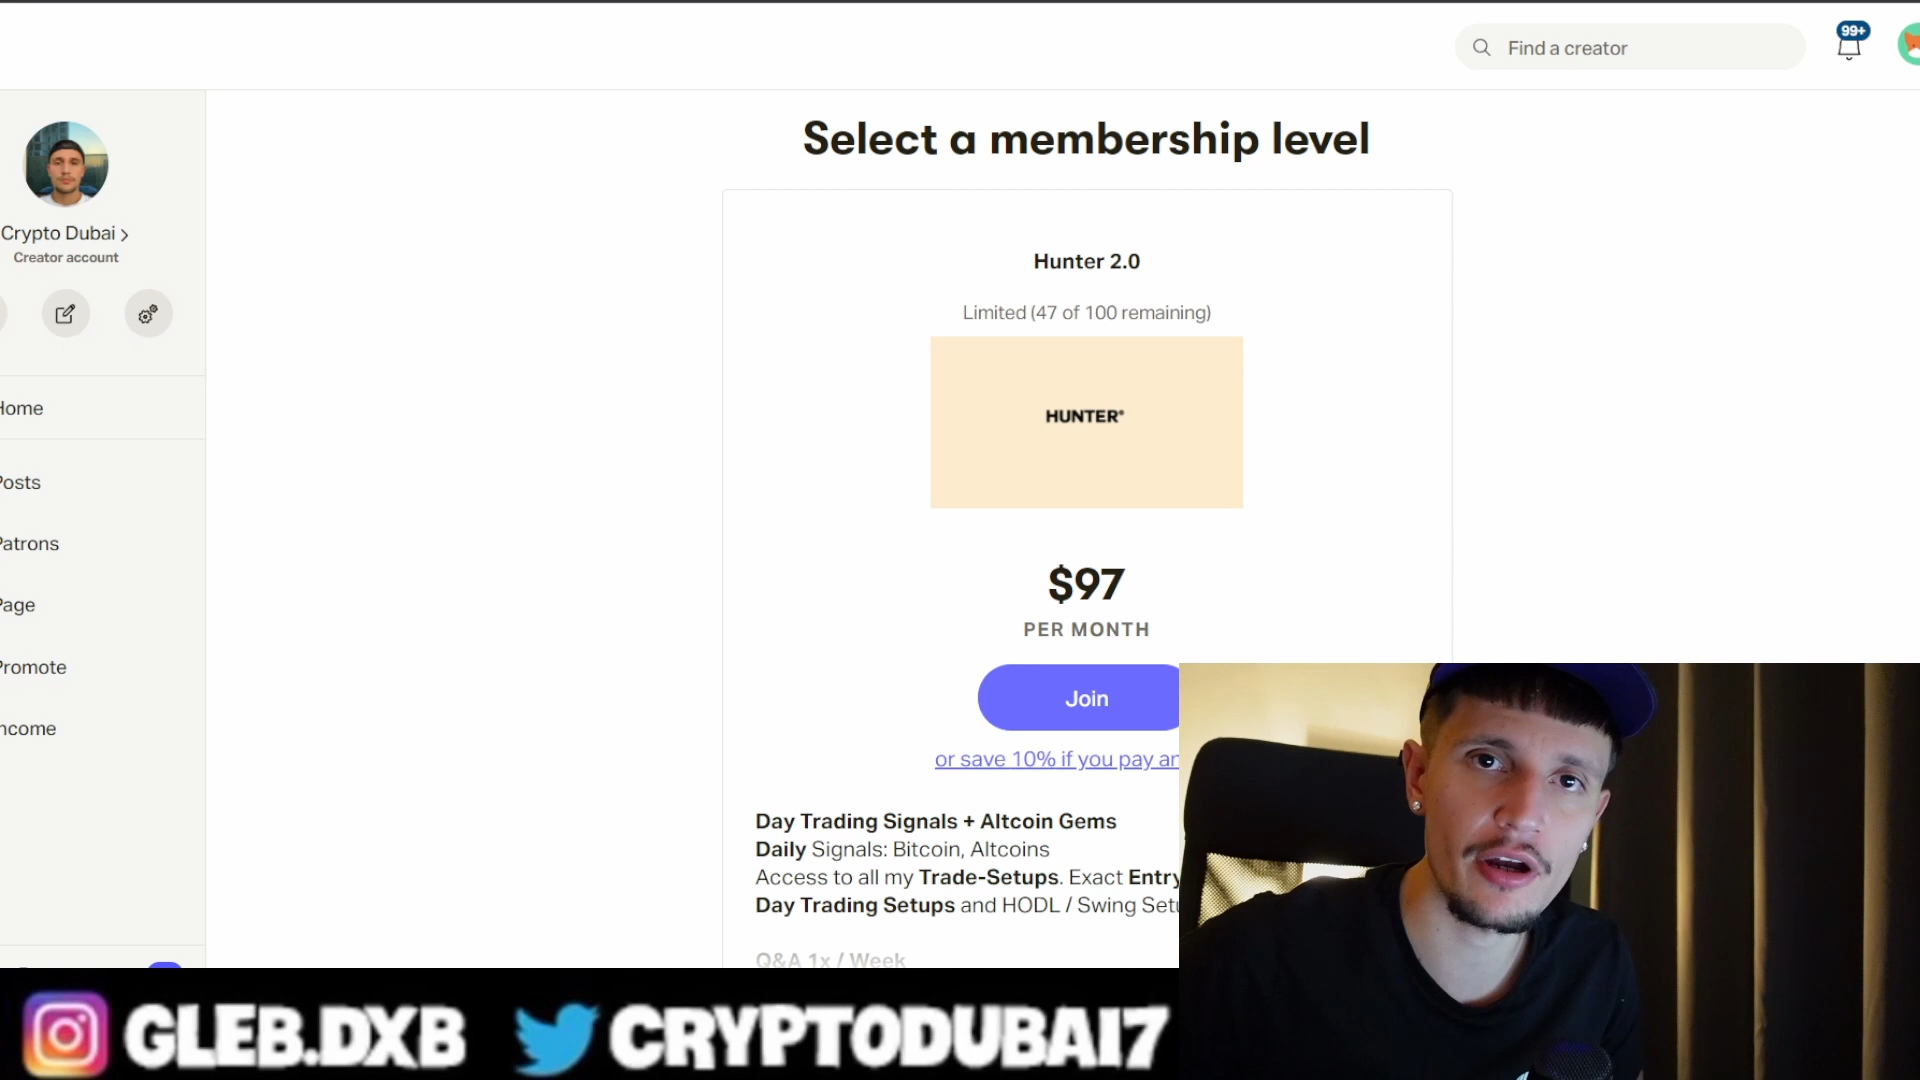 Find a creator
99+
Crypto Dubai
Creator account
Home
Posts
Patrons
Page
Promote
Income
Select a membership level
Hunter 2.0
Limited (47 of 100 remaining)
HUNTER®
$97
PER MONTH
Join
or save 10% if you pay
Day Trading Signals + Altcoin Gems
Daily Signals: Bitcoin, Altcoins
Access to all my Trade-Setups. Exact Entry
Day Trading Setups and HODL / Swing
Q&A 1x / Week
GLEB.DXB
CRYPTODUBAI7